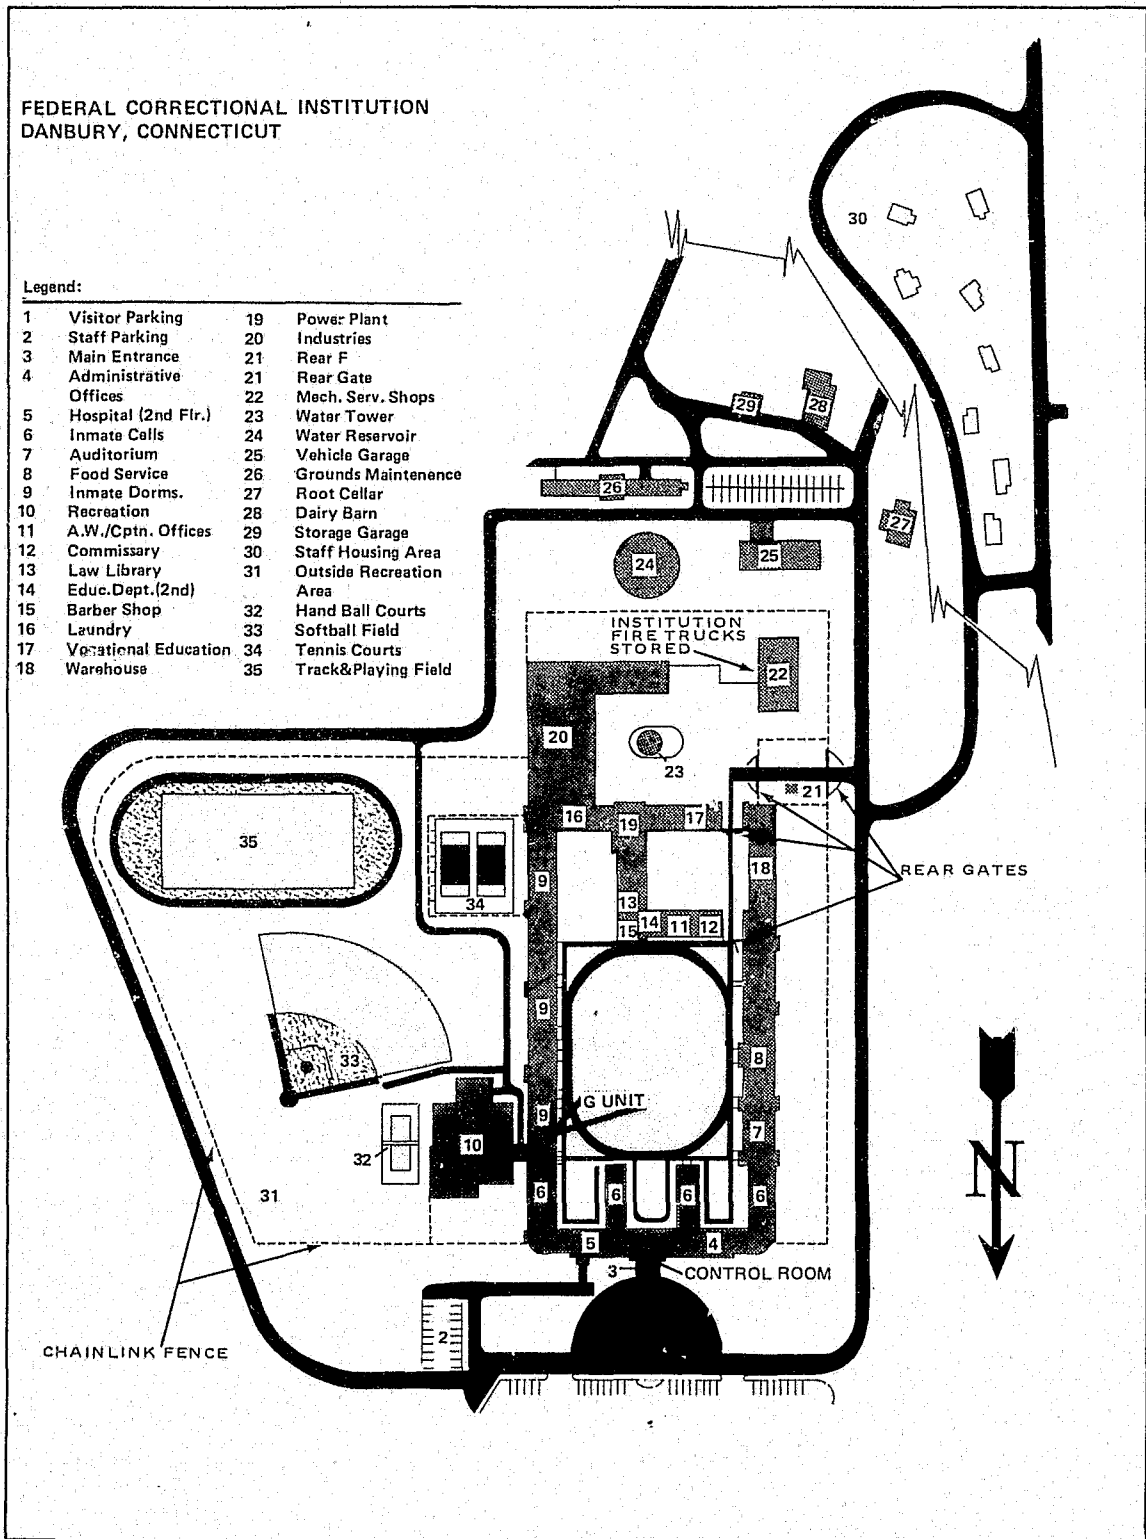 FEDERAL CORRECTIONAL INSTITUTION
DANBURY, CONNECTICUT
Legend:
1 Visitor Parking
2 Staff Parking
3 Main Entrance
4 Administrative
Offices
5 Hospital (2nd Flr.)
6 Inmate Cells
7 Auditorium
8 Food Service
9 Inmate Dorms.
10 Recreation
11 A.W./Cptn. Offices
12 Commissary
13 Law Library
14 Educ.Dept.(2nd)
15 Barber Shop
16 Laundry
17 Vocational Education
18 Warehouse
19 Power Plant
20 Industries
21 Rear F
21 Rear Gate
22 Mech. Serv. Shops
23 Water Tower
24 Water Reservoir
25 Vehicle Garage
26 Grounds Maintenence
27 Root Cellar
28 Dairy Barn
29 Storage Garage
30 Staff Housing Area
31 Outside Recreation
Area
32 Hand Ball Courts
33 Softball Field
34 Tennis Courts
35 Track&Playing Field
30
29
28
26
27
24
25
INSTITUTION
FIRE TRUCKS
STORED
22
20
23
21
16
19
17
35
REAR GATES
18
9
34
13
14
11
12
15
9
33
8
G UNIT
9
10
7
32
31
6
6
6
6
5
4
3
CONTROL ROOM
2
CHAINLINK FENCE
N